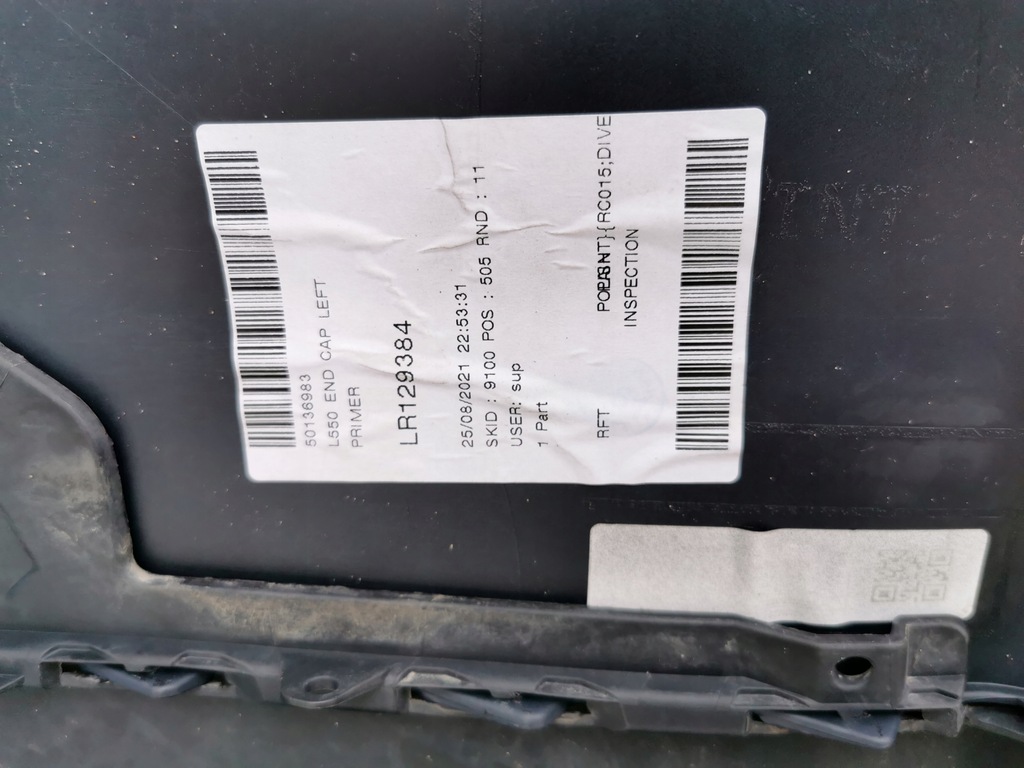 50136983
L550 END CAP LEFT
PRIMER
LR129384
25/08/2021 22:53:31
SKID : 9100 POS : 505 RND : 11
USER: sup
1 Part
RFT
INSPECTION
TNT